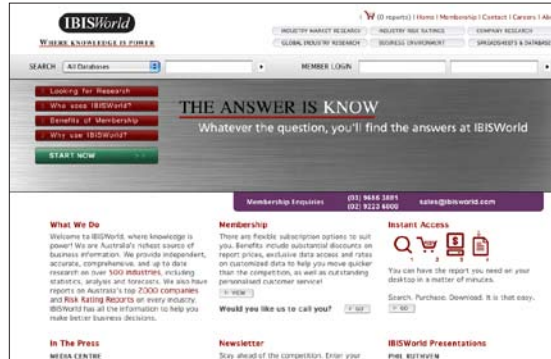 IBISWorld
WHERE KNOWLEDGE IS POWER
(0 reports) | Home | Membership | Contact | Careers |
INDUSTRY MARKET RESEARCH
INDUSTRY RISK RATINGS
COMPANY RESEARCH
GLOBAL INDUSTRY RESEARCH
BUSINESS ENVIRONMENT
SPREADSHEETS &
SEARCH
All Databases
MEMBER LOGIN
Looking for Research
Who uses IBISWorld?
Benefits of Membership
Why use IBISWorld?
START NOW
THE ANSWER IS KNOW
Whatever the question, you'll find the answers at IBISWorld
Membership Enquiries
(03) 9655 3881
(02) 9223 6000
sales@ibisworld.com
What We Do
Welcome to IBISWorld, where knowledge is
power! We are Australia's richest source of
business information. We provide independent,
accurate, comprehensive, and up to date
research on over 500 industries, including
statistics, analysis and forecasts. We also have
reports on Australia's top 2000 companies
and Risk Rating Reports on every industry.
IBISWorld has all the information to help you
make better business decisions.
Membership
There are flexible subscription options to suit
you. Benefits include substantial discounts on
report prices, exclusive data access and rates
on customized data to help you move quicker
than the competition, as well as outstanding
personalised customer service!
VIEW
Would you like us to call you?
GO
Instant Access
1 2 3 4
You can have the report you need on your
desktop in a matter of minutes.
Search. Purchase. Download. It is that easy.
GO
In The Press
MEDIA CENTRE
Newsletter
Stay ahead of the competition. Enter your
IBISWorld Presentations
PHIL RUTHVEN